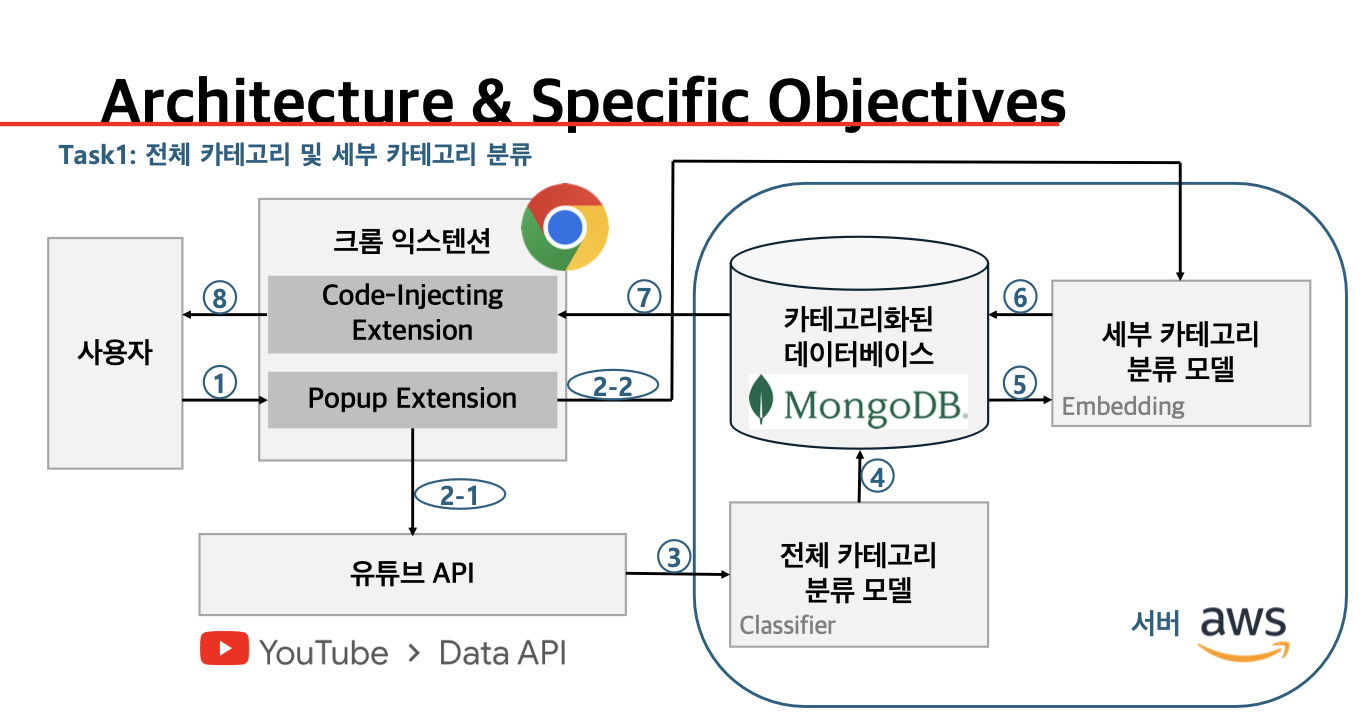 Architecture & Specific Objectives
Task1: 전체 카테고리 및 세부 카테고리 분류
크롬 익스텐션
Code-Injecting
Extension
Popup Extension
사용자
8
1
7
2-2
2-1
카테고리화된
데이터베이스
MongoDB®
6
5
세부 카테고리
분류 모델
Embedding
4
유튜브 API
3
전체 카테고리
분류 모델
Classifier
YouTube > Data API
서버 aws